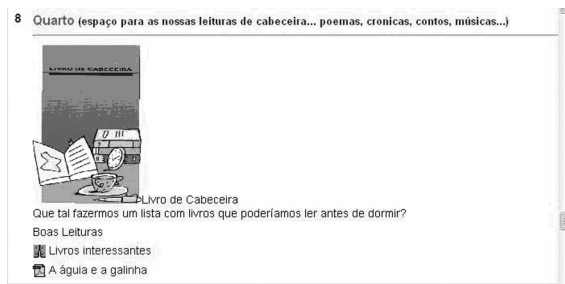 8 Quarto (espaço para as nossas leituras de cabeceira... poemas, cronicas, contos, músicas...)
LIVRO DE CABECEIRA
Livro de Cabeceira
Que tal fazermos um lista com livros que poderíamos ler antes de dormir?
Boas Leituras
Livros interessantes
A águia e a galinha